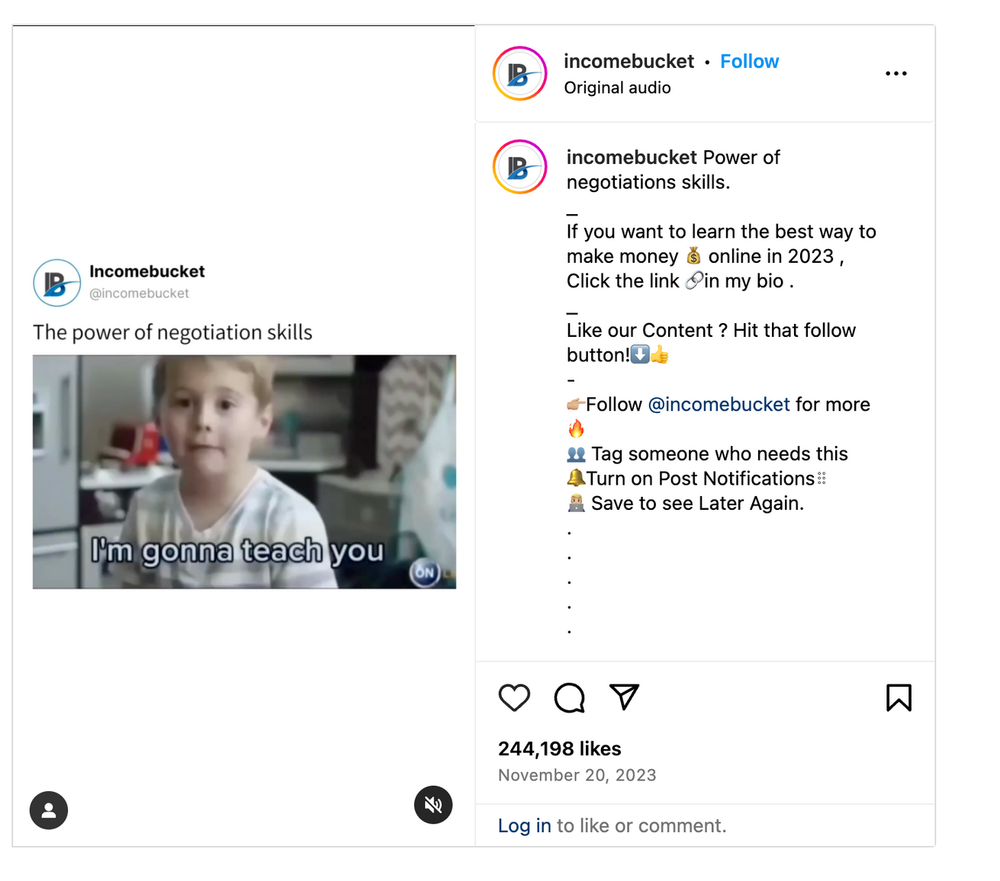 Incomebucket
@incomebucket
The power of negotiation skills
I'm gonna teach you
ON
incomebucket • Follow
Original audio
incomebucket Power of
negotiations skills.
_
If you want to learn the best way to
make money 💰 online in 2023 ,
Click the link 🔗in my bio .
_
Like our Content ? Hit that follow
button!⬇️👍
-
👉🏼Follow @incomebucket for more
🔥
👥 Tag someone who needs this
🔔Turn on Post Notifications⠿
👨🏼‍💻 Save to see Later Again.
.
.
.
.
.
244,198 likes
November 20, 2023
Log in to like or comment.